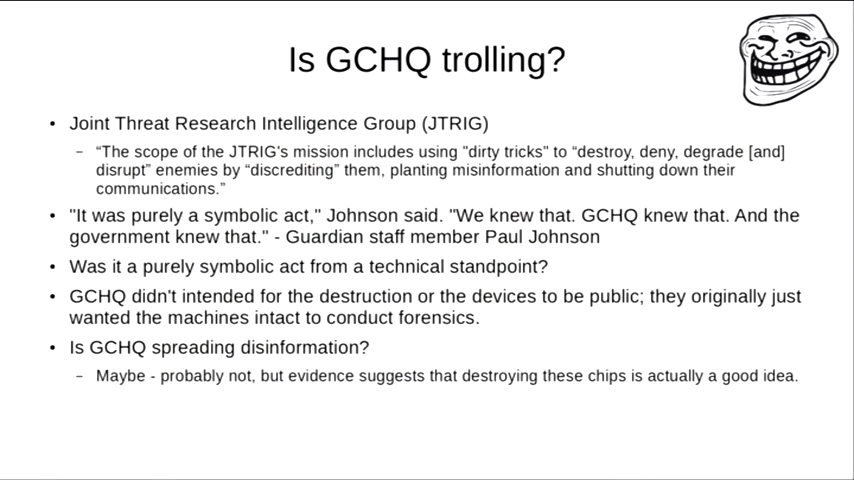 Is GCHQ trolling?
• Joint Threat Research Intelligence Group (JTRIG)
– “The scope of the JTRIG's mission includes using "dirty tricks" to “destroy, deny, degrade [and]
disrupt” enemies by “discrediting” them, planting misinformation and shutting down their
communications.”
• "It was purely a symbolic act," Johnson said. "We knew that. GCHQ knew that. And the
government knew that." - Guardian staff member Paul Johnson
• Was it a purely symbolic act from a technical standpoint?
• GCHQ didn't intended for the destruction or the devices to be public; they originally just
wanted the machines intact to conduct forensics.
• Is GCHQ spreading disinformation?
– Maybe - probably not, but evidence suggests that destroying these chips is actually a good idea.